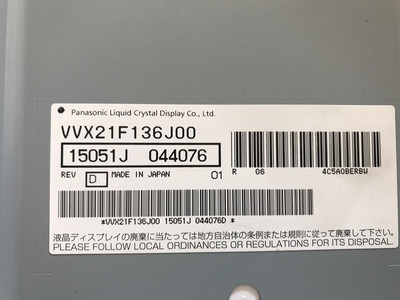 Panasonic Liquid Crystal Display Co., Ltd.
VVX21F136J00
15051J 044076
REV D MADE IN JAPAN 01
R 06 4C5A0BERBW
*VVX21F136J00 15051J 044076D *
液晶ディスプレイの廃棄に当たっては地方自治体の条例または規則に従って廃棄して下さい。
PLEASE FOLLOW LOCAL ORDINANCES OR REGULATIONS FOR ITS DISPOSAL.